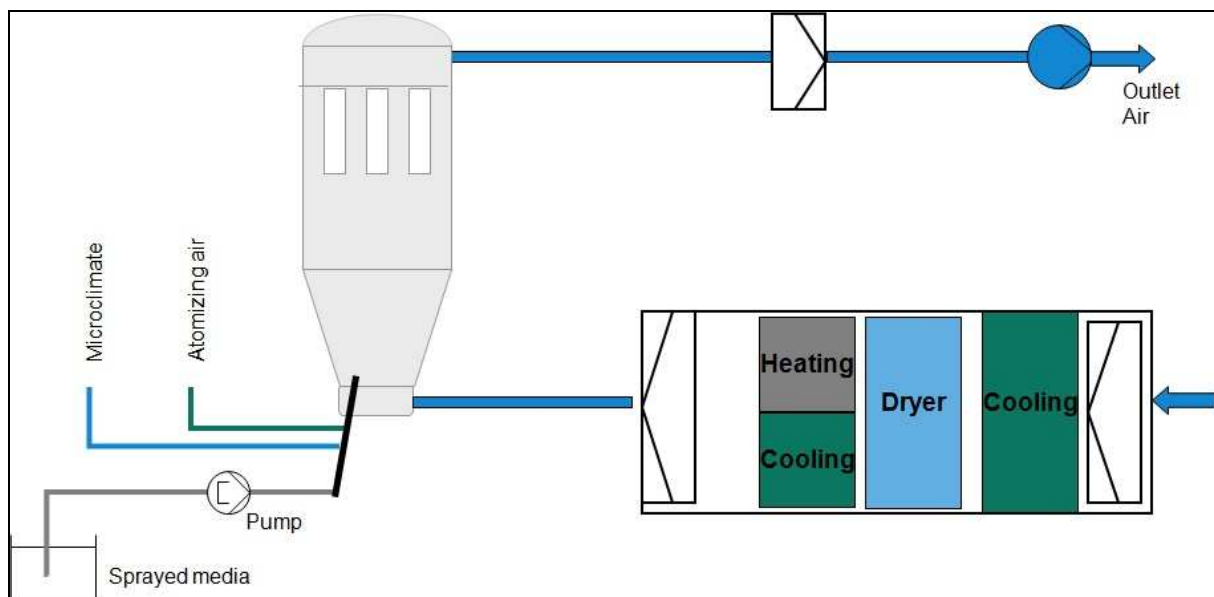 Outlet
Air
Microclimate
Atomizing air
Heating
Dryer
Cooling
Cooling
Pump
Sprayed media